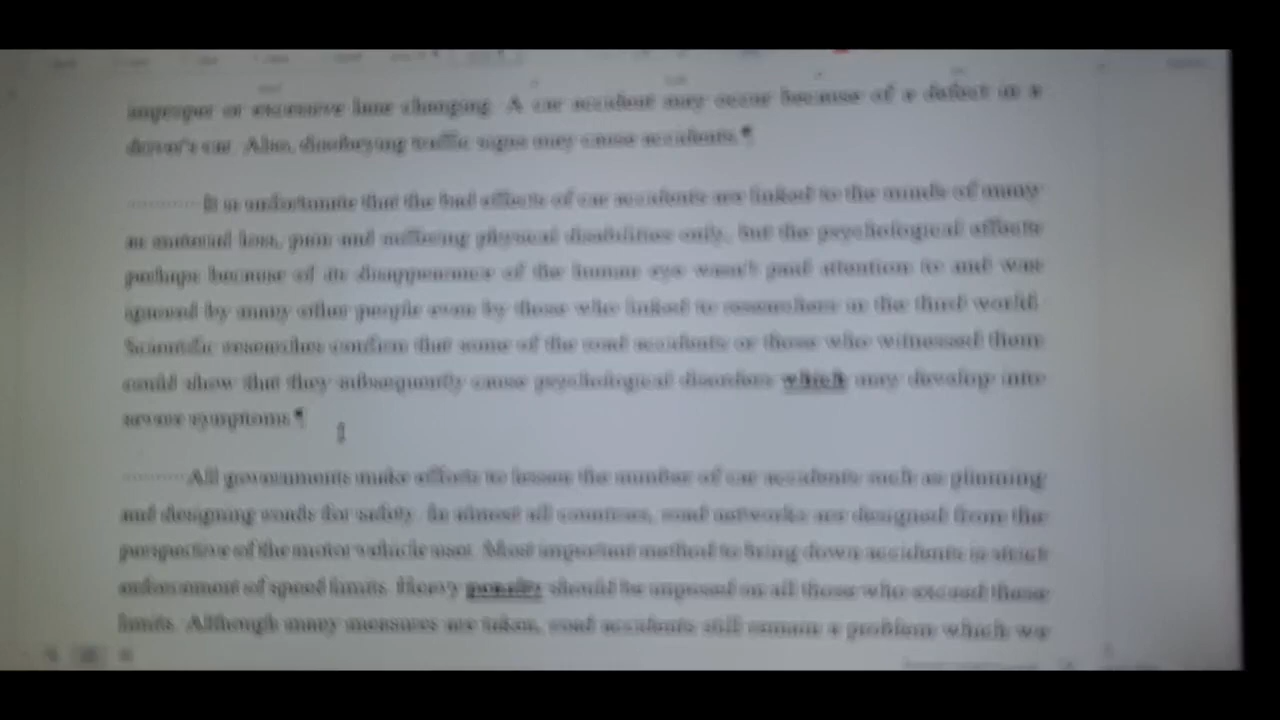 improper or excessive lane changing. A car accident may occur because of a defect in a
driver's car. Also, disobeying traffic signs may cause accidents.¶
It is unfortunate that the bad effects of car accidents are linked to the minds of many
as material loss, pain and suffering physical disabilities only, but the psychological effects
perhaps because of its disappearance of the human eye wasn't paid attention to and was
ignored by many other people even by those who linked to researchers in the third world.
Scientific researches confirm that some of the road accidents or those who witnessed them
could show that they subsequently cause psychological disorders which may develop into
severe symptoms.¶
All governments make efforts to lessen the number of car accidents such as planning
and designing roads for safety. In almost all countries, road networks are designed from the
perspective of the motor vehicle user. Most important method to bring down accidents is strict
enforcement of speed limits. Heavy penalty should be imposed on all those who exceed these
limits. Although many measures are taken, road accidents still remain a problem which we